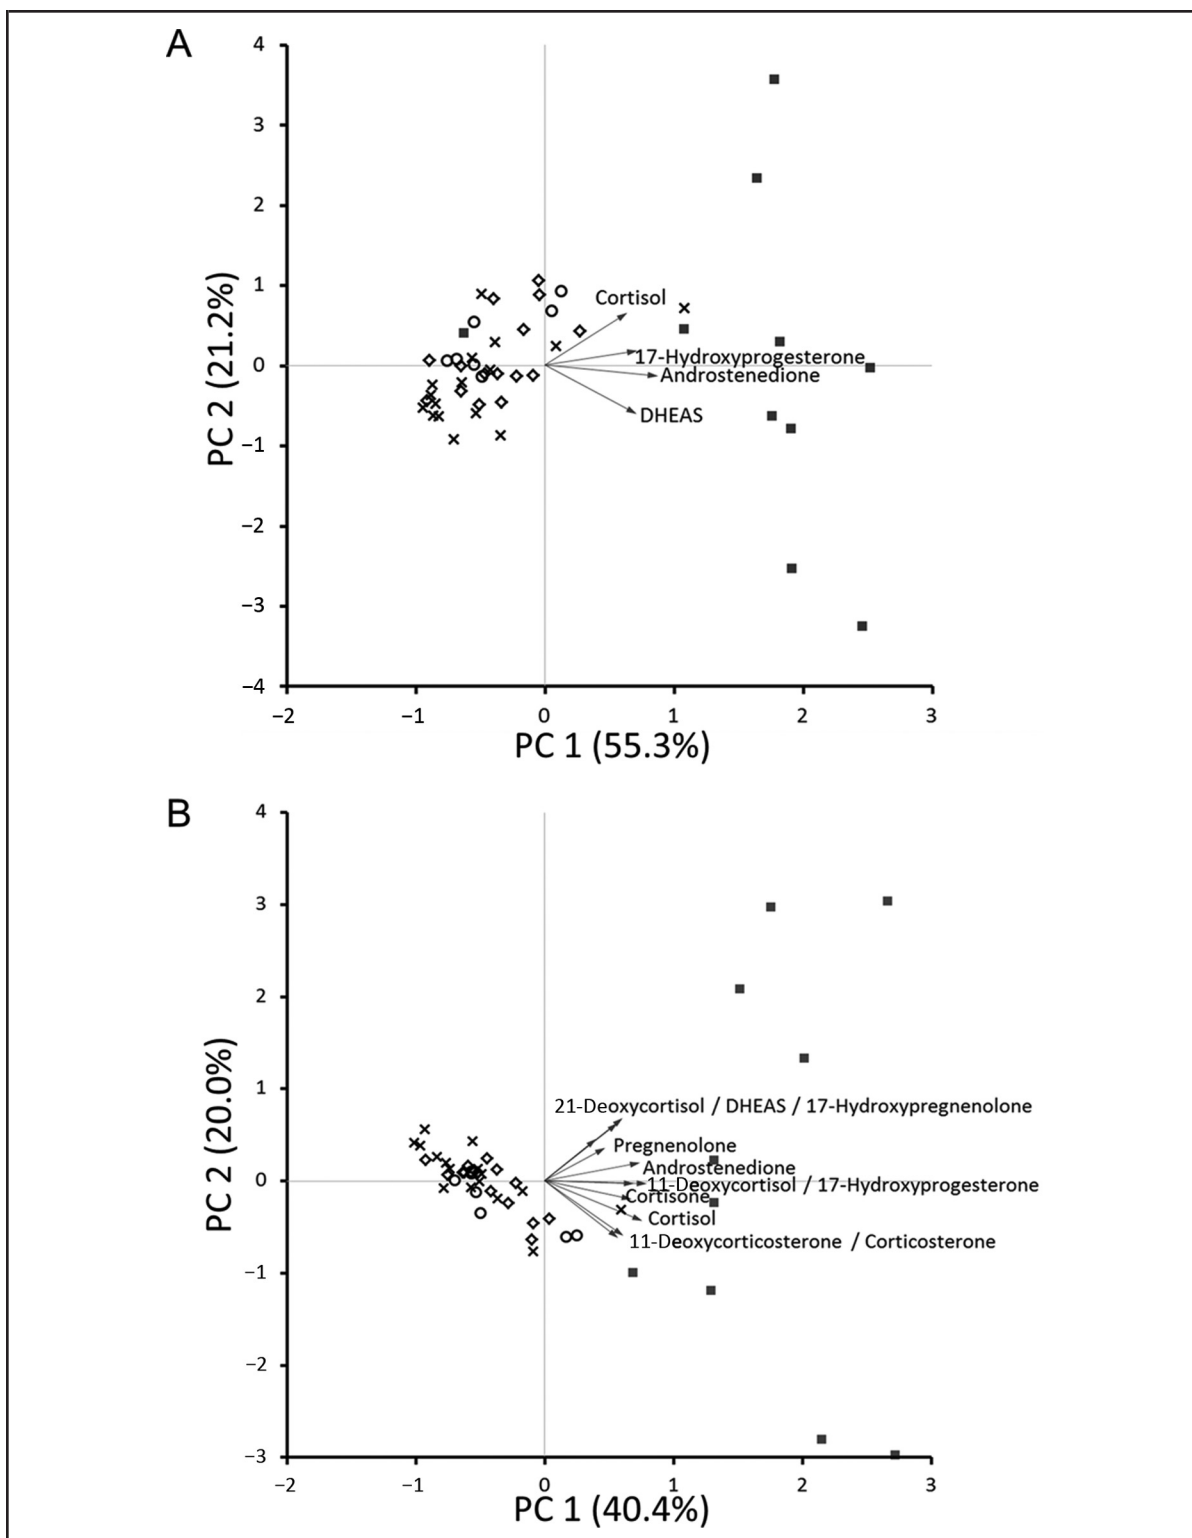 A
4
3
2
1
0
−1
−2
−3
−4
PC 2 (21.2%)
Cortisol
17-Hydroxyprogesterone
Androstenedione
DHEAS
−2
−1
0
1
2
3
PC 1 (55.3%)
B
4
3
2
1
0
−1
−2
−3
PC 2 (20.0%)
21-Deoxycortisol / DHEAS / 17-Hydroxypregnenolone
Pregnenolone
Androstenedione
11-Deoxycortisol / 17-Hydroxyprogesterone
Cortisone
Cortisol
11-Deoxycorticosterone / Corticosterone
−2
−1
0
1
2
3
PC 1 (40.4%)